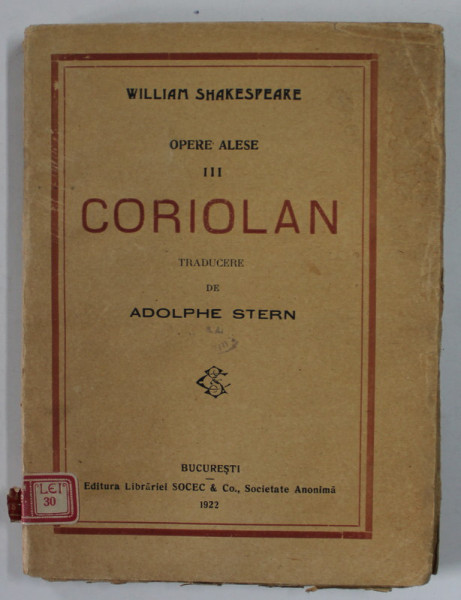 WILLIAM SHAKESPEARE
OPERE ALESE
III
CORIOLAN
TRADUCERE
DE
ADOLPHE STERN
BUCUREȘTI
Editura Librăriei SOCEC & Co., Societate Anonimă
1922
LEI
30